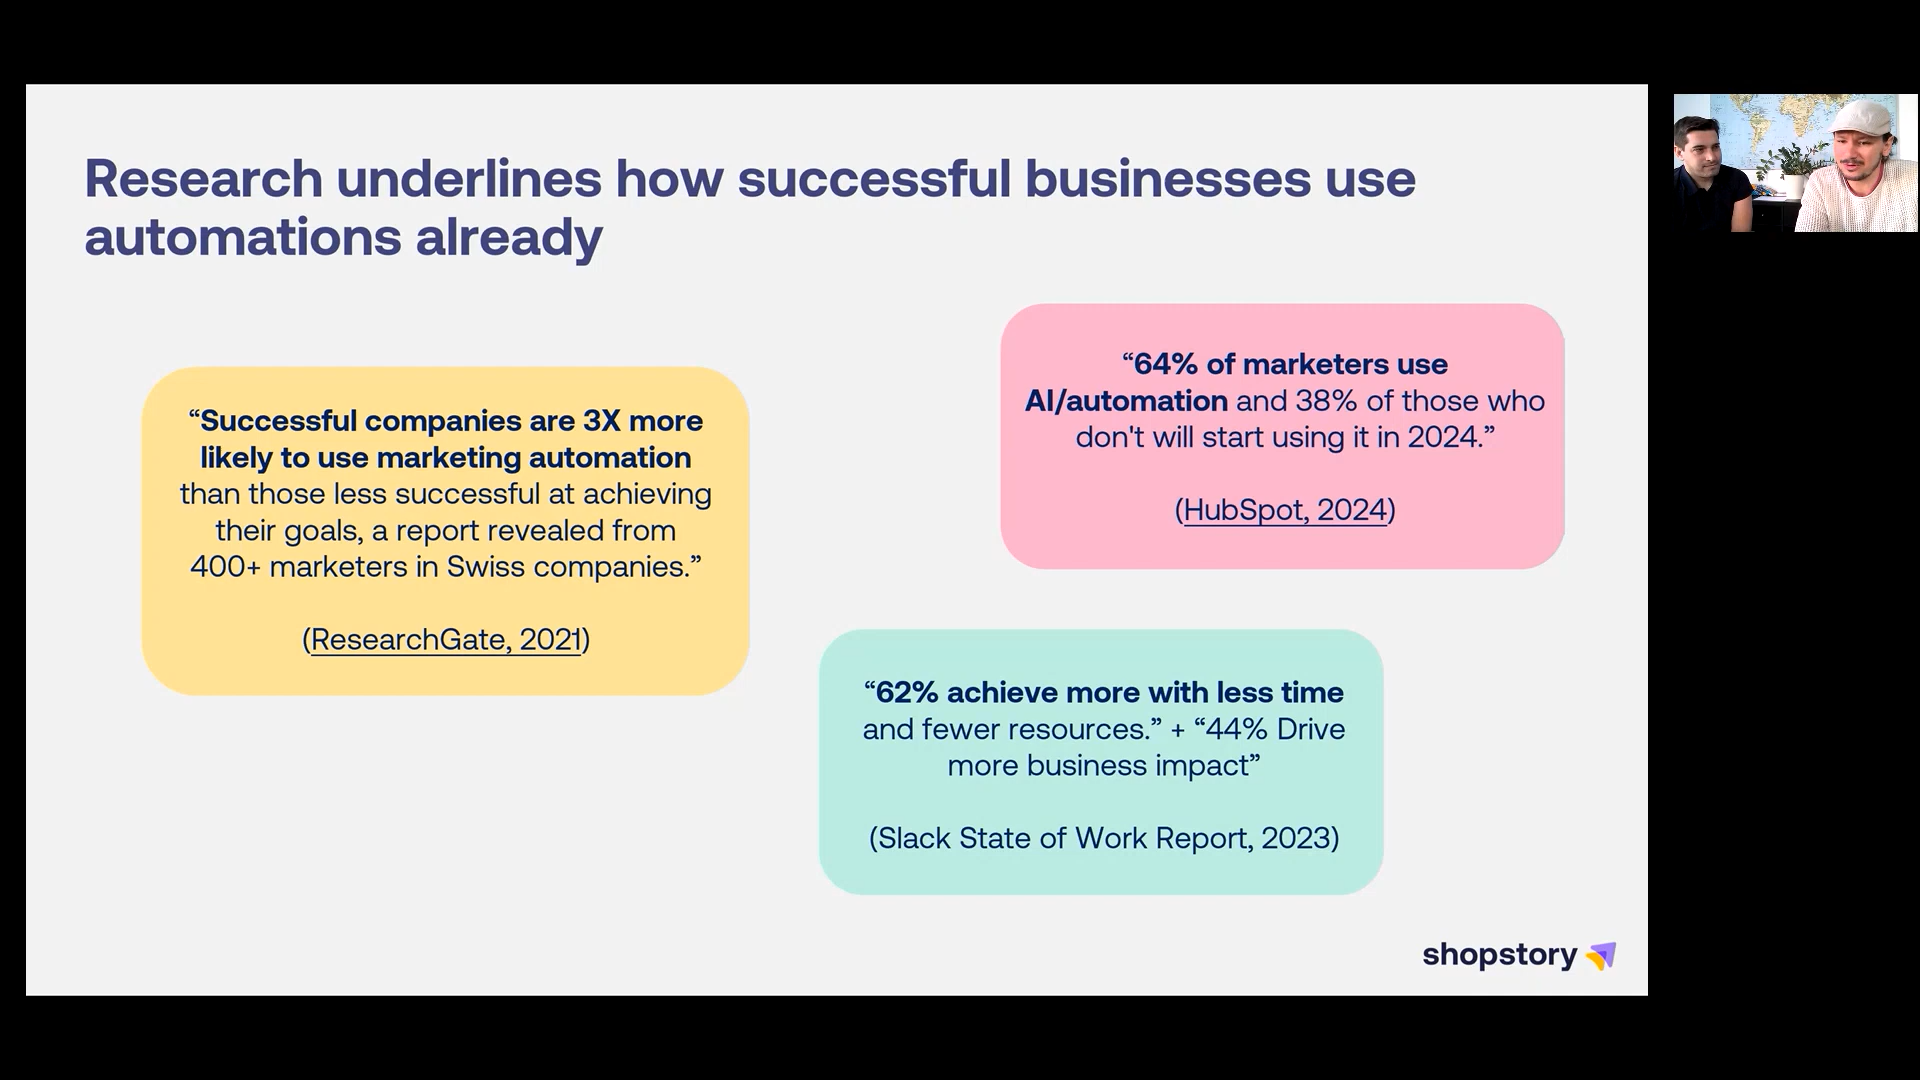 Research underlines how successful businesses use
automations already
“Successful companies are 3X more
likely to use marketing automation
than those less successful at achieving
their goals, a report revealed from
400+ marketers in Swiss companies.”
(ResearchGate, 2021)
“64% of marketers use
AI/automation and 38% of those who
don't will start using it in 2024.”
(HubSpot, 2024)
“62% achieve more with less time
and fewer resources.” + “44% Drive
more business impact”
(Slack State of Work Report, 2023)
shopstory